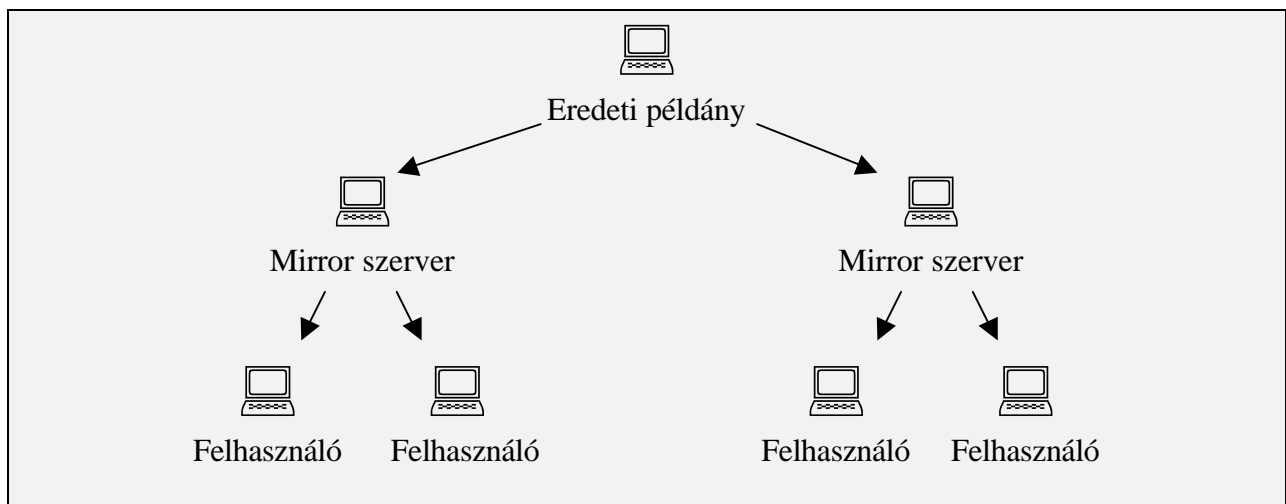 Eredeti példány
Mirror szerver Mirror szerver
Felhasználó Felhasználó Felhasználó Felhasználó